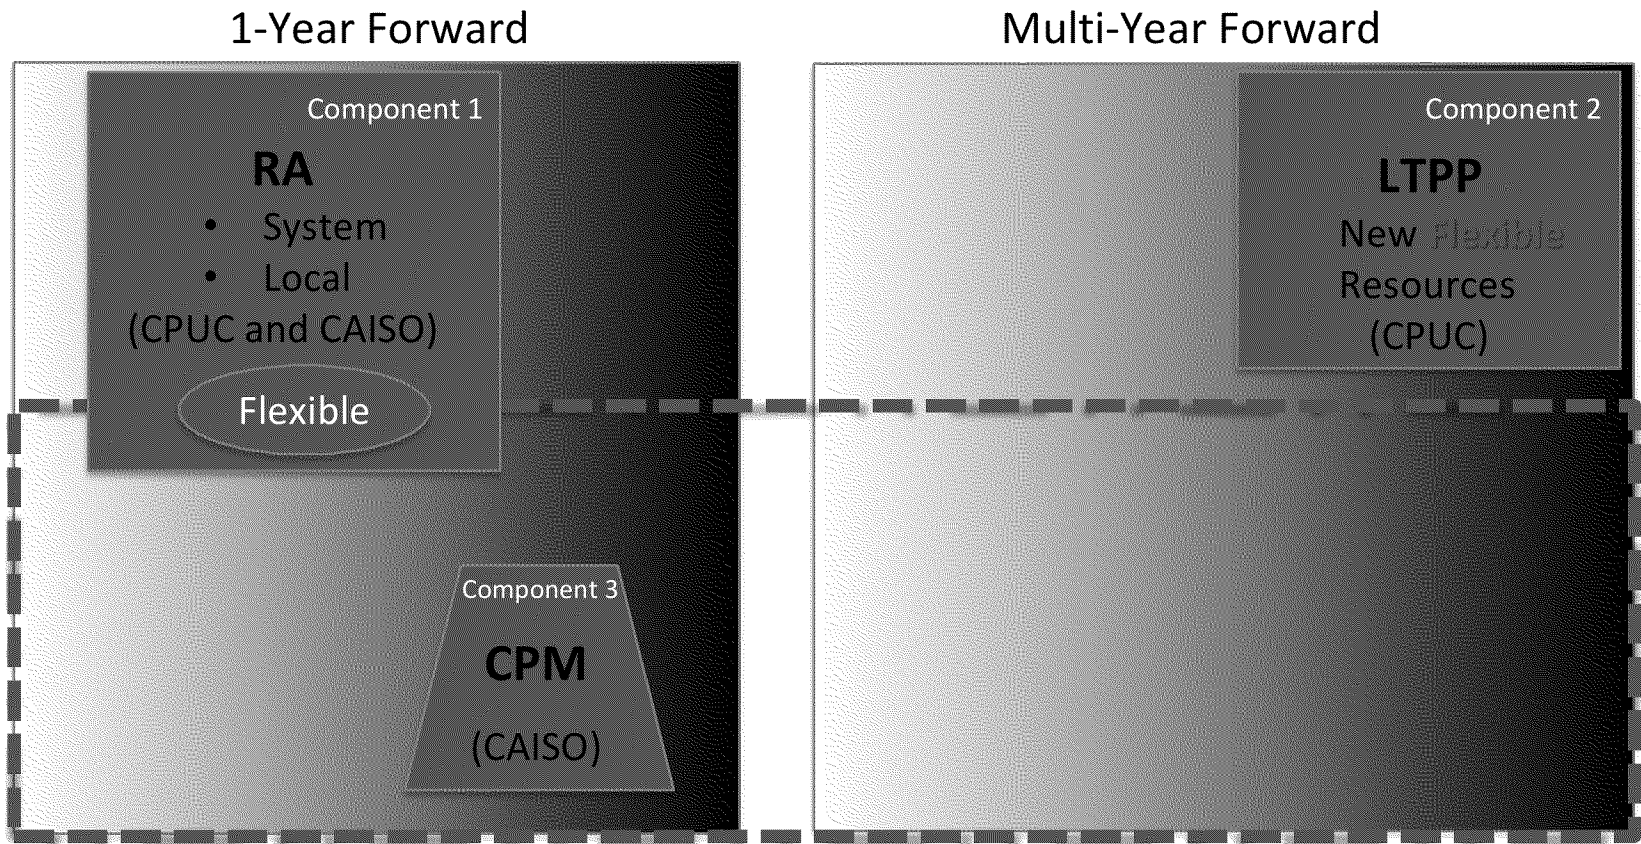 1-Year Forward
Multi-Year Forward
Component 1
RA
• System
• Local
(CPUC and CAISO)
Flexible
Component 2
LTPP
New Flexible
Resources
(CPUC)
Component 3
CPM
(CAISO)